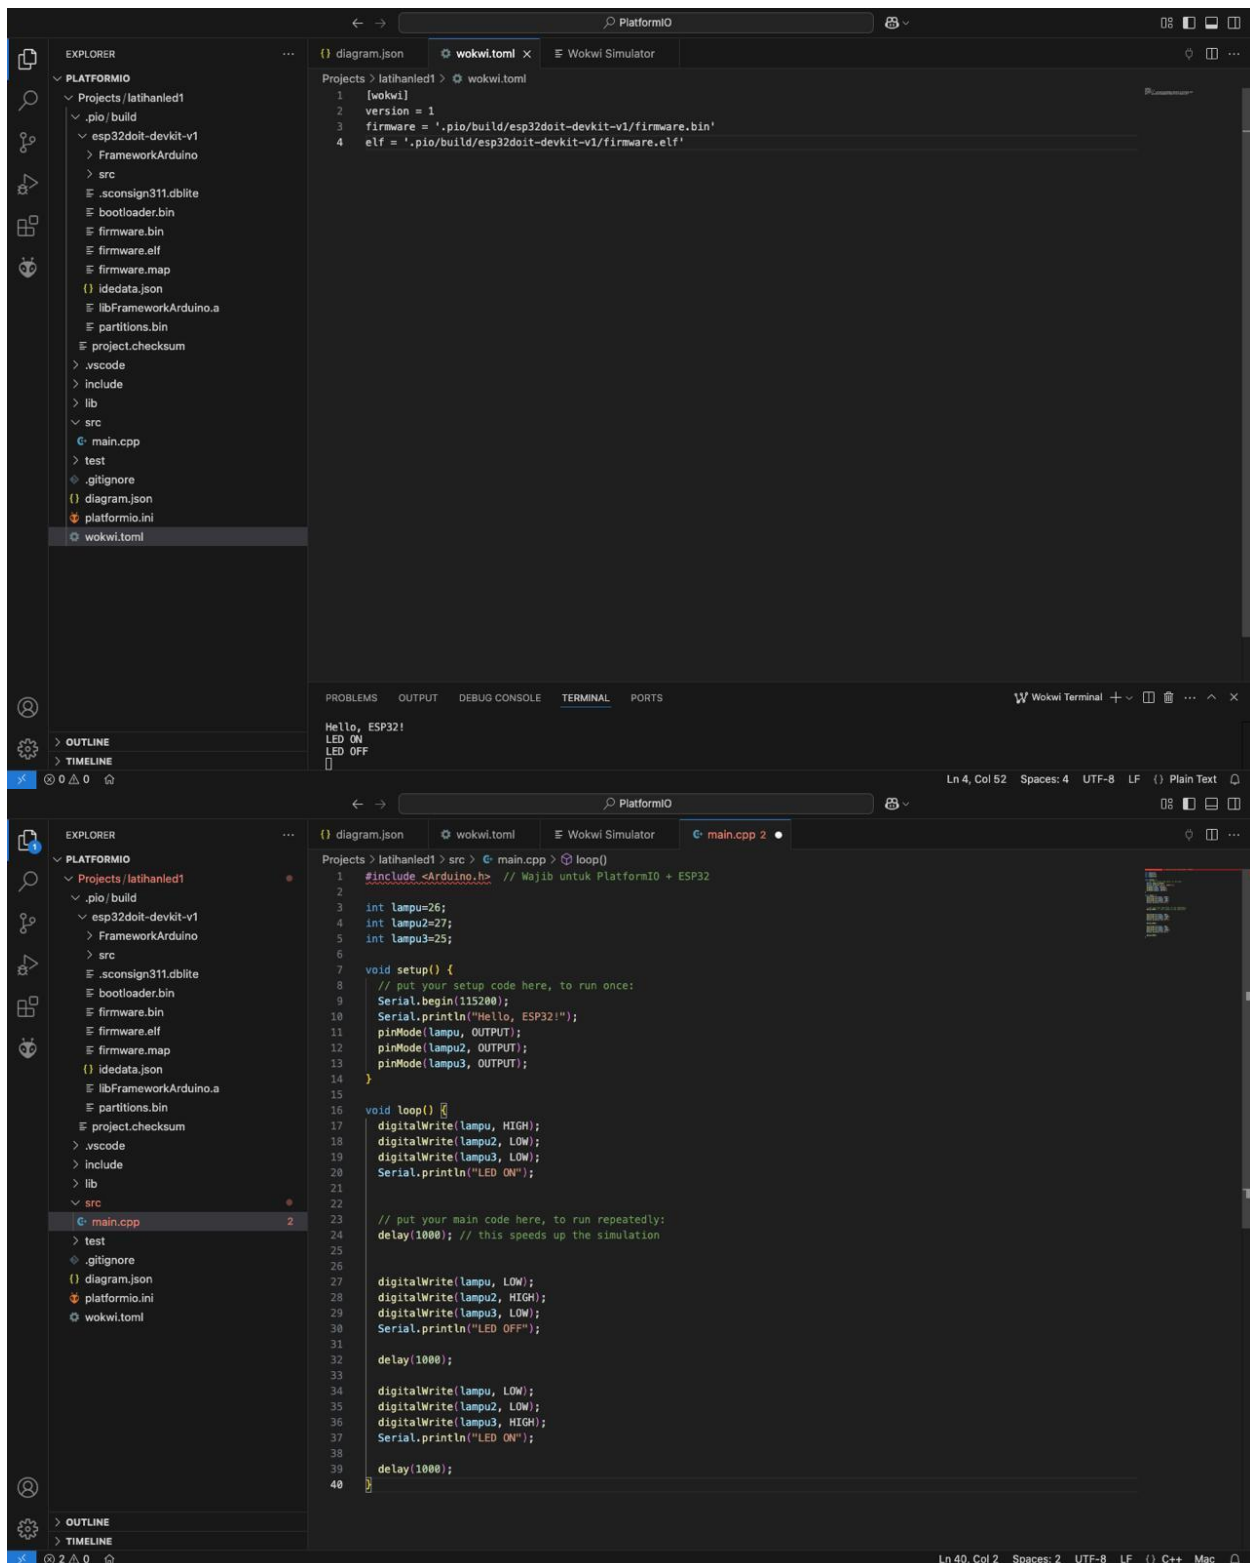 PlatformIO
EXPLORER
diagram.json
wokwi.toml
Wokwi Simulator
PLATFORMIO
Projects > latihanled1 > wokwi.toml
Projects/latihanled1
.pio/build
esp32doit-devkit-v1
FrameworkArduino
src
.sconsign311.dblite
bootloader.bin
firmware.bin
firmware.elf
firmware.map
idedata.json
libFrameworkArduino.a
partitions.bin
project.checksum
.vscode
include
lib
src
main.cpp
test
.gitignore
diagram.json
platformio.ini
wokwi.toml
1 [wokwi]
2 version = 1
3 firmware = '.pio/build/esp32doit-devkit-v1/firmware.bin'
4 elf = '.pio/build/esp32doit-devkit-v1/firmware.elf'
PROBLEMS OUTPUT DEBUG CONSOLE TERMINAL PORTS
Wokwi Terminal
Hello, ESP32!
LED ON
LED OFF
OUTLINE
TIMELINE
0 0
Ln 4, Col 52 Spaces: 4 UTF-8 LF {} Plain Text
PlatformIO
1
EXPLORER
diagram.json
wokwi.toml
Wokwi Simulator
main.cpp 2
PLATFORMIO
Projects > latihanled1 > src > main.cpp > loop()
Projects/latihanled1
.pio/build
esp32doit-devkit-v1
FrameworkArduino
src
.sconsign311.dblite
bootloader.bin
firmware.bin
firmware.elf
firmware.map
idedata.json
libFrameworkArduino.a
partitions.bin
project.checksum
.vscode
include
lib
src
main.cpp 2
test
.gitignore
diagram.json
platformio.ini
wokwi.toml
1 #include <Arduino.h> // Wajib untuk PlatformIO + ESP32
2
3 int lampu=26;
4 int lampu2=27;
5 int lampu3=25;
6
7 void setup() {
8 // put your setup code here, to run once:
9 Serial.begin(115200);
10 Serial.println("Hello, ESP32!");
11 pinMode(lampu, OUTPUT);
12 pinMode(lampu2, OUTPUT);
13 pinMode(lampu3, OUTPUT);
14 }
15
16 void loop() {
17 digitalWrite(lampu, HIGH);
18 digitalWrite(lampu2, LOW);
19 digitalWrite(lampu3, LOW);
20 Serial.println("LED ON");
21
22
23 // put your main code here, to run repeatedly:
24 delay(1000); // this speeds up the simulation
25
26
27 digitalWrite(lampu, LOW);
28 digitalWrite(lampu2, HIGH);
29 digitalWrite(lampu3, LOW);
30 Serial.println("LED OFF");
31
32 delay(1000);
33
34 digitalWrite(lampu, LOW);
35 digitalWrite(lampu2, LOW);
36 digitalWrite(lampu3, HIGH);
37 Serial.println("LED ON");
38
39 delay(1000);
40 }
OUTLINE
TIMELINE
2 0
Ln 40, Col 2 Spaces: 2 UTF-8 LF {} C++ Mac